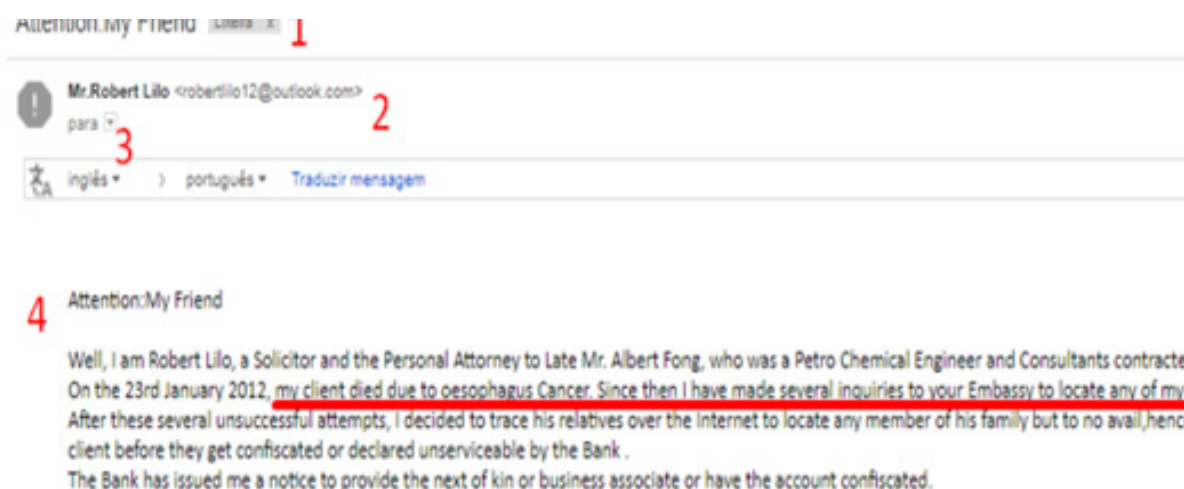 Attention:My Friend x 1
Mr.Robert Lilo <robertlilo12@outlook.com> 2
para 3
inglês > português Traduzir mensagem
4 Attention:My Friend
Well, I am Robert Lilo, a Solicitor and the Personal Attorney to Late Mr. Albert Fong, who was a Petro Chemical Engineer and Consultants contracte
On the 23rd January 2012, my client died due to oesophagus Cancer. Since then I have made several inquiries to your Embassy to locate any of my
After these several unsuccessful attempts, I decided to trace his relatives over the Internet to locate any member of his family but to no avail,henc
client before they get confiscated or declared unserviceable by the Bank .
The Bank has issued me a notice to provide the next of kin or business associate or have the account confiscated.